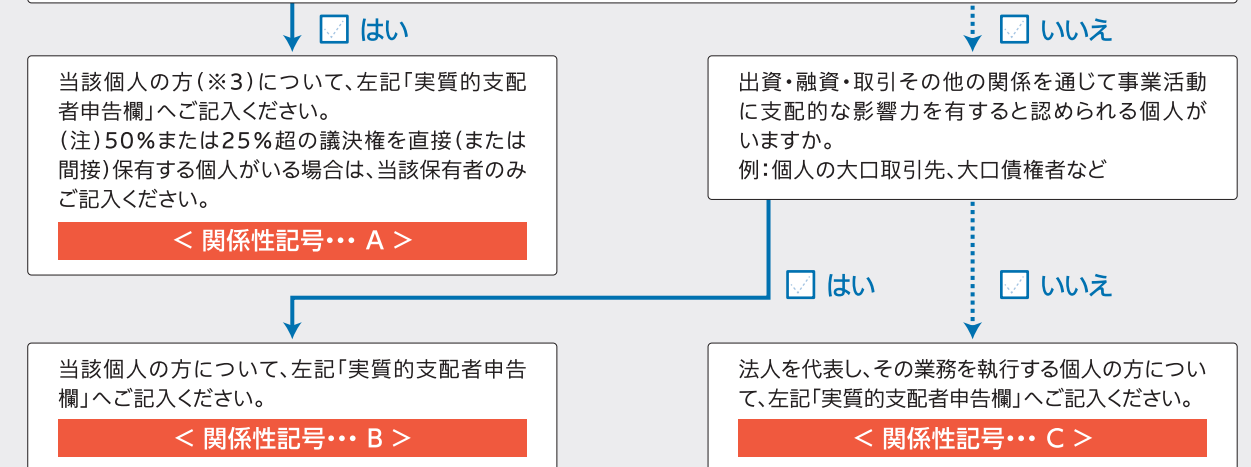 はい
いいえ
当該個人の方(※3)について、左記「実質的支配
者申告欄」へご記入ください。
(注)50%または25%超の議決権を直接(または
間接)保有する個人がいる場合は、当該保有者のみ
ご記入ください。
＜ 関係性記号・・・ A ＞
出資・融資・取引その他の関係を通じて事業活動
に支配的な影響力を有すると認められる個人が
いますか。
例：個人の大口取引先、大口債権者など
はい
いいえ
当該個人の方について、左記「実質的支配者申告
欄」へご記入ください。
＜ 関係性記号・・・ B ＞
法人を代表し、その業務を執行する個人の方につい
て、左記「実質的支配者申告欄」へご記入ください。
＜ 関係性記号・・・ C ＞